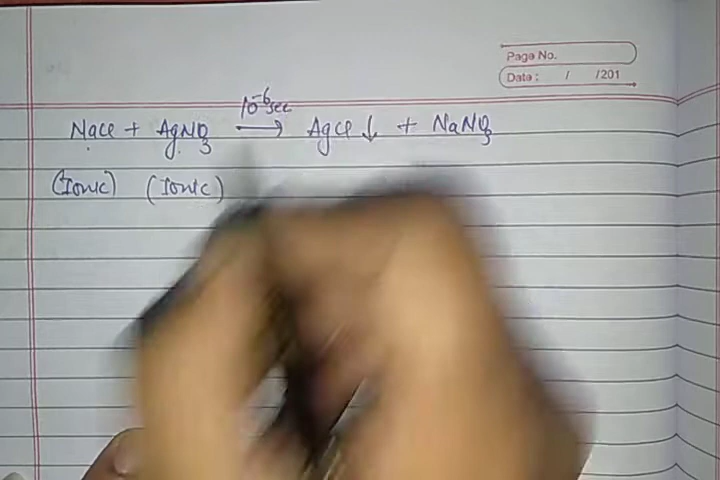 Page No.
Date : / /201
10⁻⁶sec
NaCl + AgNO₃ ⟶ AgCl ↓ + NaNO₃
(Ionic) (Ionic)